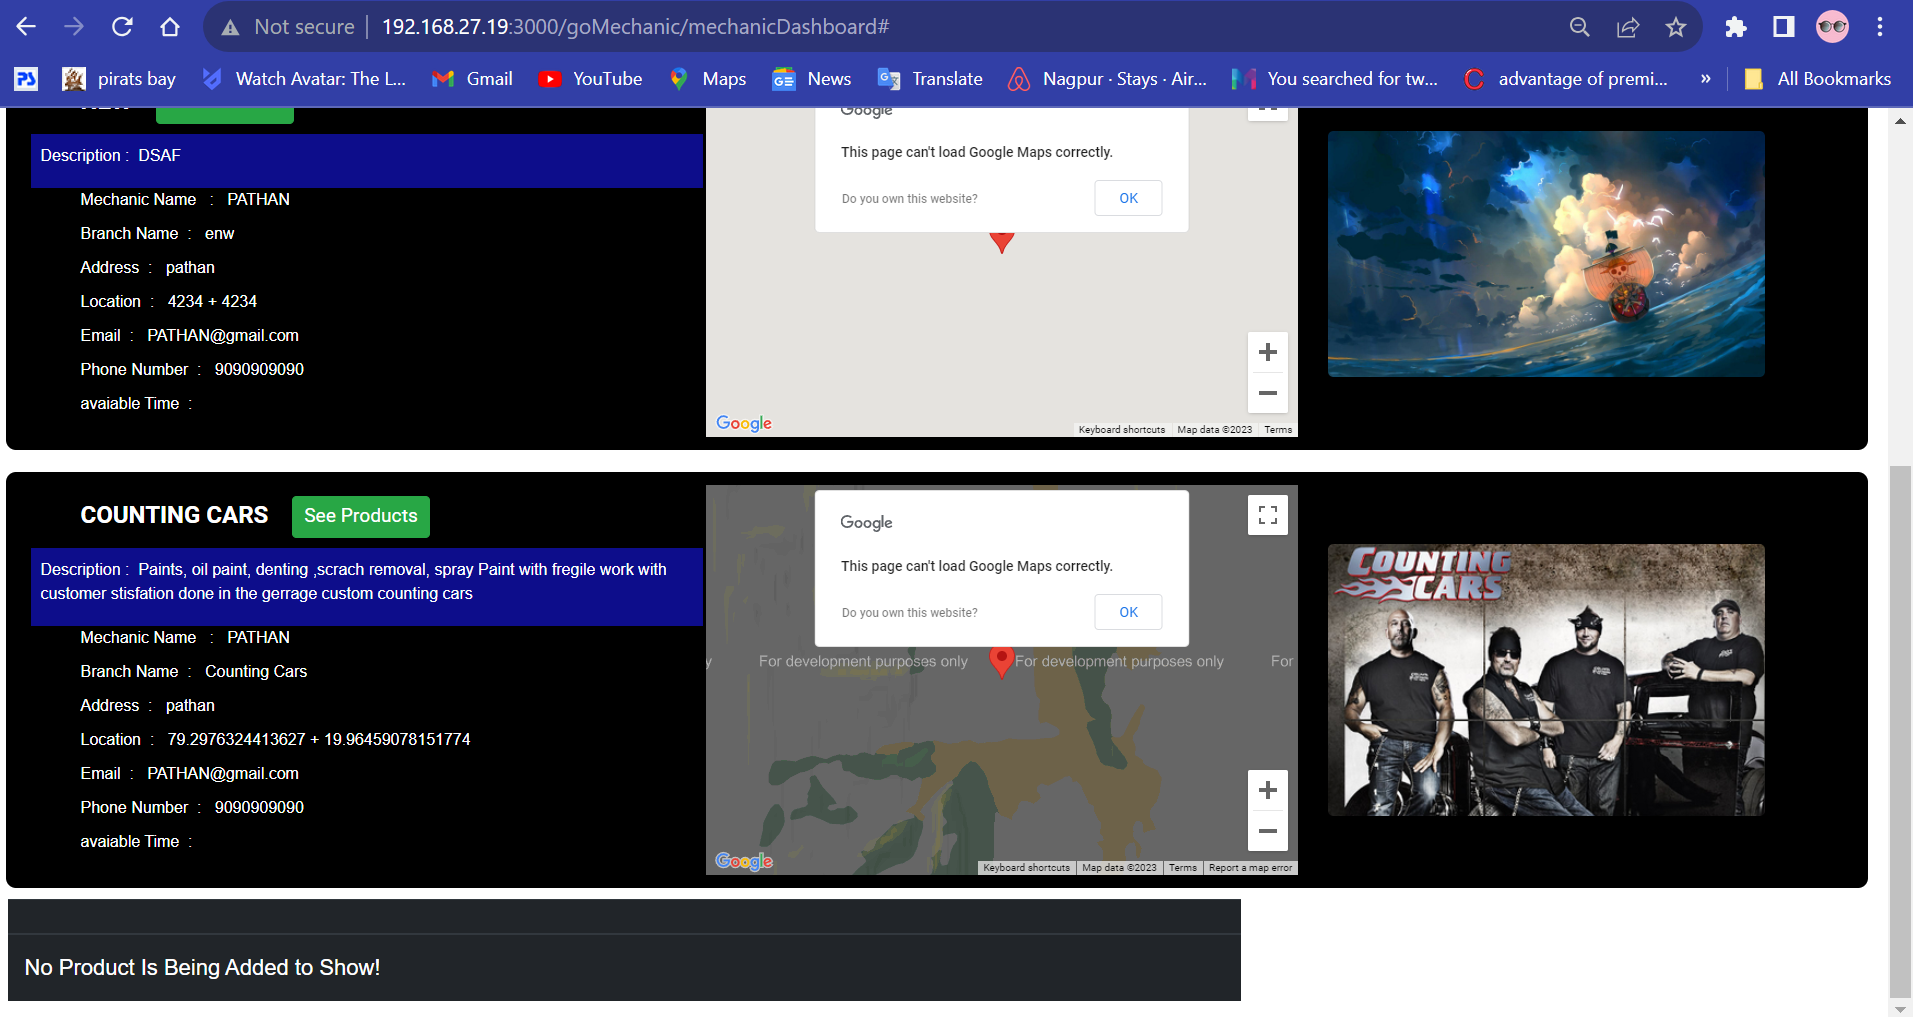 Not secure
192.168.27.19:3000/goMechanic/mechanicDashboard#
PS
pirats bay
Watch Avatar: The L...
Gmail
YouTube
Maps
News
Translate
Nagpur · Stays · Air...
You searched for tw...
advantage of premi...
»
All Bookmarks
Google
This page can't load Google Maps correctly.
Do you own this website?
OK
Description : DSAF
Mechanic Name : PATHAN
Branch Name : enw
Address : pathan
Location : 4234 + 4234
Email : PATHAN@gmail.com
Phone Number : 9090909090
avaiable Time :
Google
Keyboard shortcuts
Map data ©2023
Terms
COUNTING CARS
See Products
Description : Paints, oil paint, denting ,scrach removal, spray Paint with fregile work with
customer stisfation done in the gerrage custom counting cars
Mechanic Name : PATHAN
Branch Name : Counting Cars
Address : pathan
Location : 79.2976324413627 + 19.96459078151774
Email : PATHAN@gmail.com
Phone Number : 9090909090
avaiable Time :
Google
This page can't load Google Maps correctly.
Do you own this website?
OK
y
For development purposes only
For development purposes only
For
Google
Keyboard shortcuts
Map data ©2023
Terms
Report a map error
COUNTING
CARS
No Product Is Being Added to Show!